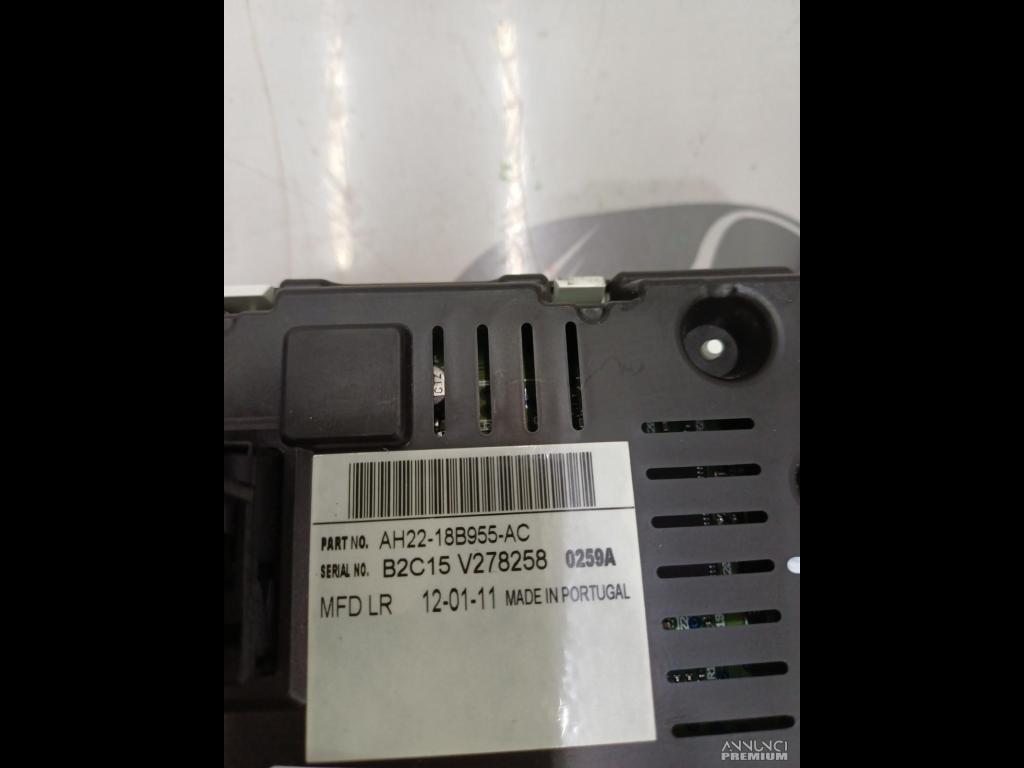 C1Z
PART NO. AH22-18B955-AC
SERIAL NO. B2C15 V278258 0259A
MFD LR 12-01-11 MADE IN PORTUGAL
ANNUNCI
PREMIUM